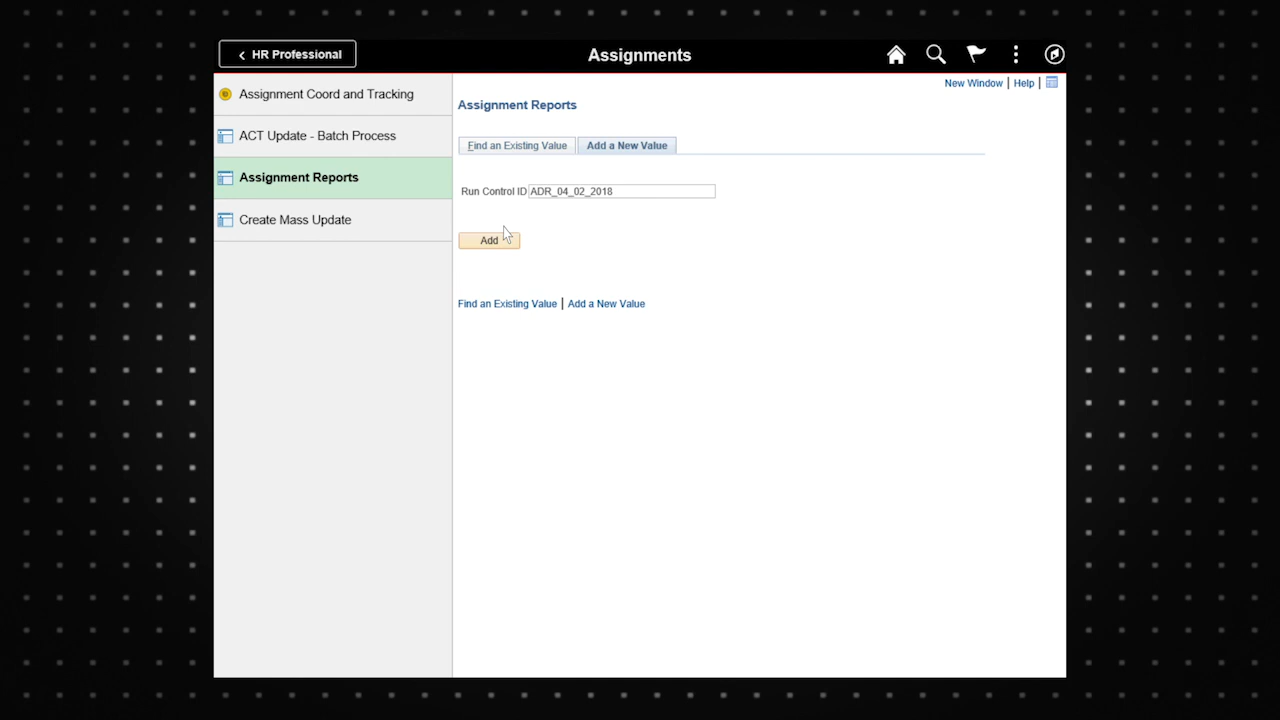 HR Professional
Assignments
Assignment Coord and Tracking
ACT Update - Batch Process
Assignment Reports
Create Mass Update
New Window | Help |
Assignment Reports
Find an Existing Value
Add a New Value
Run Control ID ADR_04_02_2018
Add
Find an Existing Value | Add a New Value